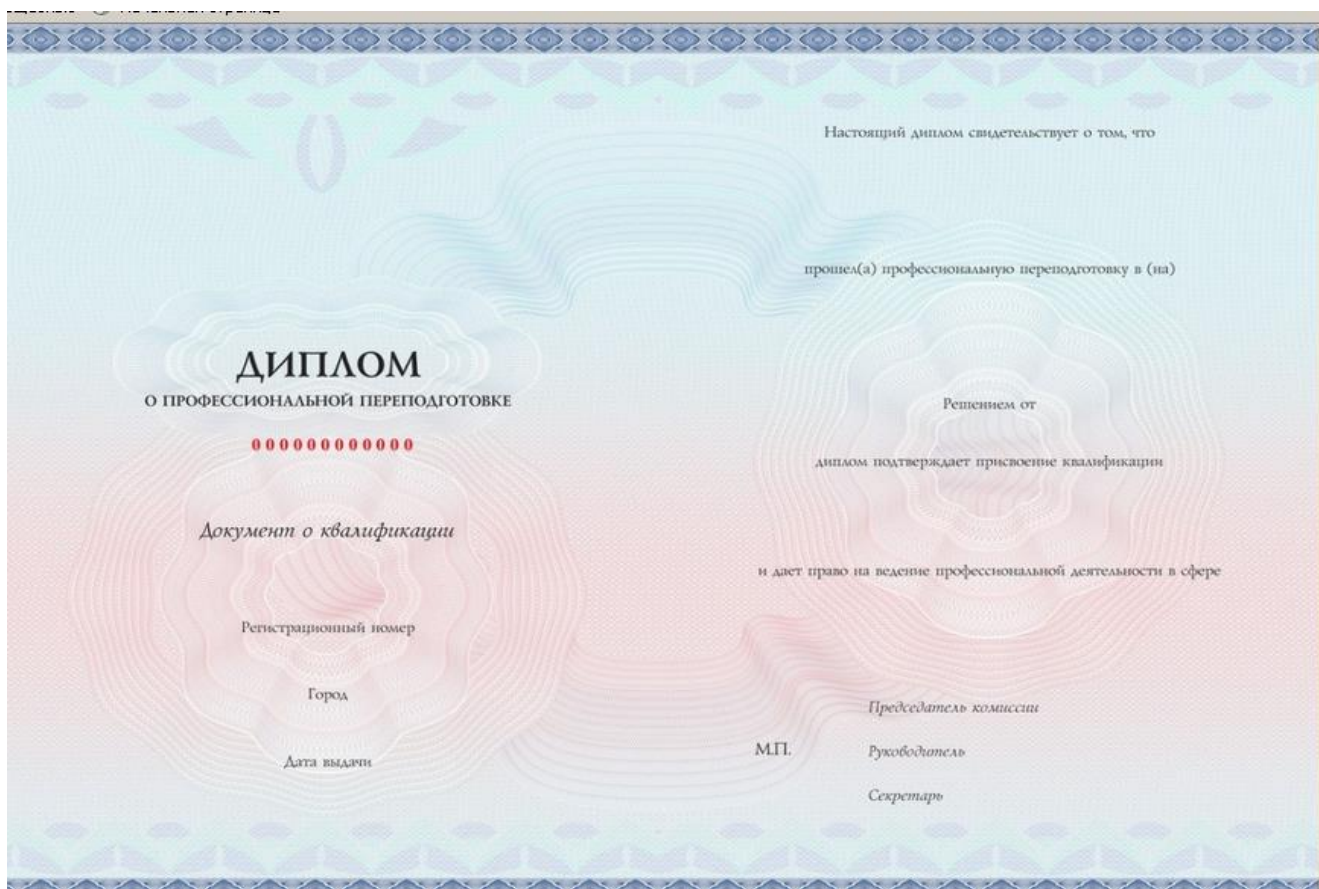 ДИПЛОМ
О ПРОФЕССИОНАЛЬНОЙ ПЕРЕПОДГОТОВКЕ
000000000000
Документ о квалификации
Регистрационный номер
Город
Дата выдачи
Настоящий диплом свидетельствует о том, что
прошел(а) профессиональную переподготовку в (на)
Решением от
диплом подтверждает присвоение квалификации
и дает право на ведение профессиональной деятельности в сфере
Председатель комиссии
М.П. Руководитель
Секретарь